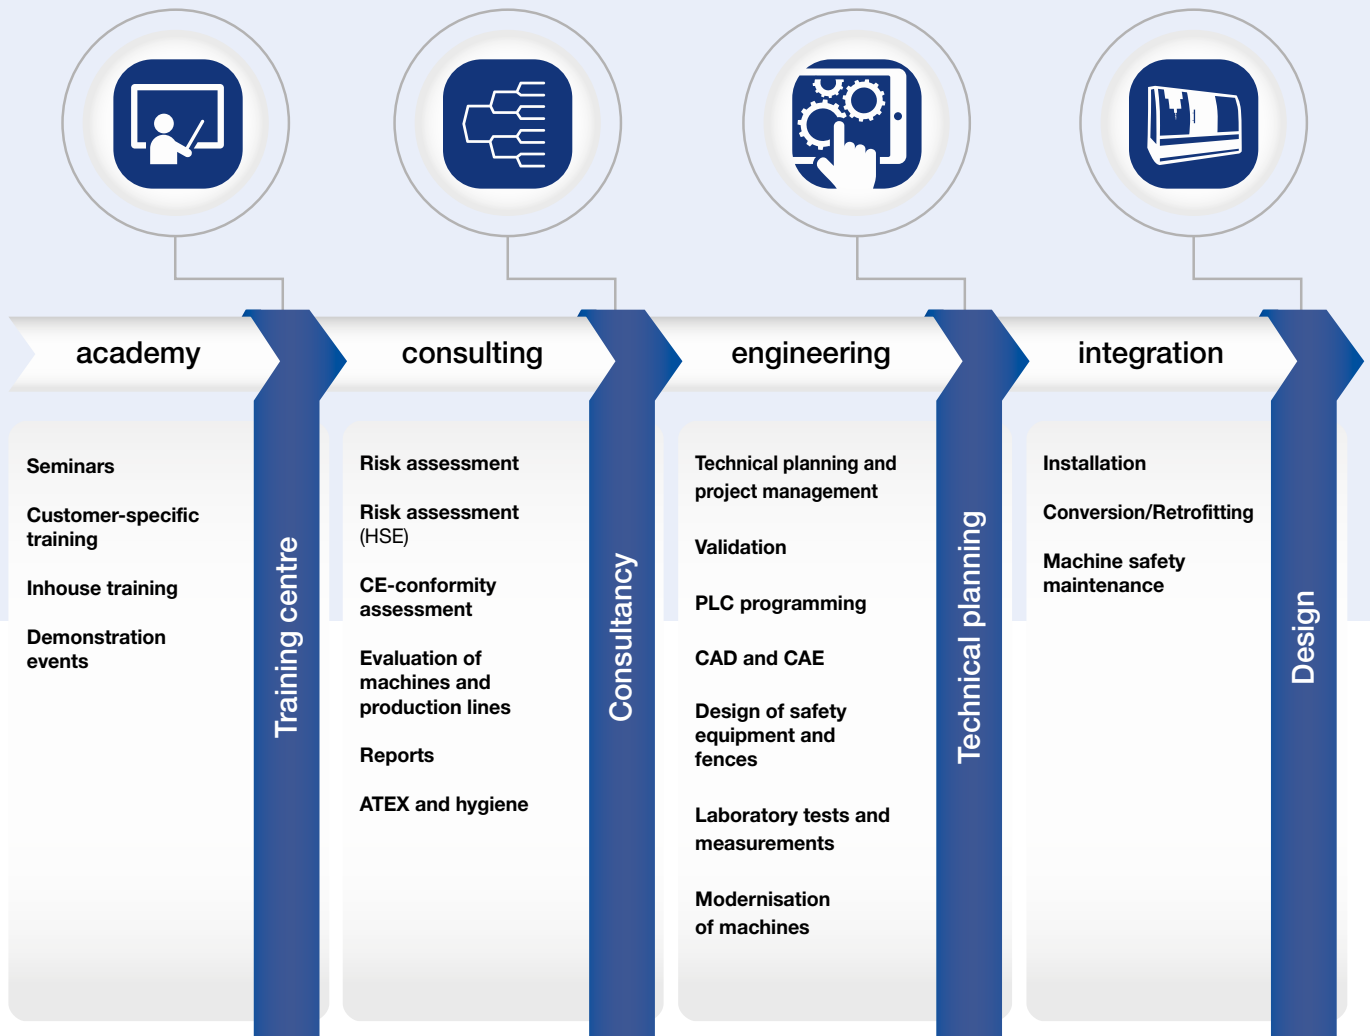 academy
Seminars
Customer-specific
training
Inhouse training
Demonstration
events
Training centre
consulting
Risk assessment
Risk assessment
(HSE)
CE-conformity
assessment
Evaluation of
machines and
production lines
Reports
ATEX and hygiene
Consultancy
engineering
Technical planning and
project management
Validation
PLC programming
CAD and CAE
Design of safety
equipment and
fences
Laboratory tests and
measurements
Modernisation
of machines
Technical planning
integration
Installation
Conversion/Retrofitting
Machine safety
maintenance
Design